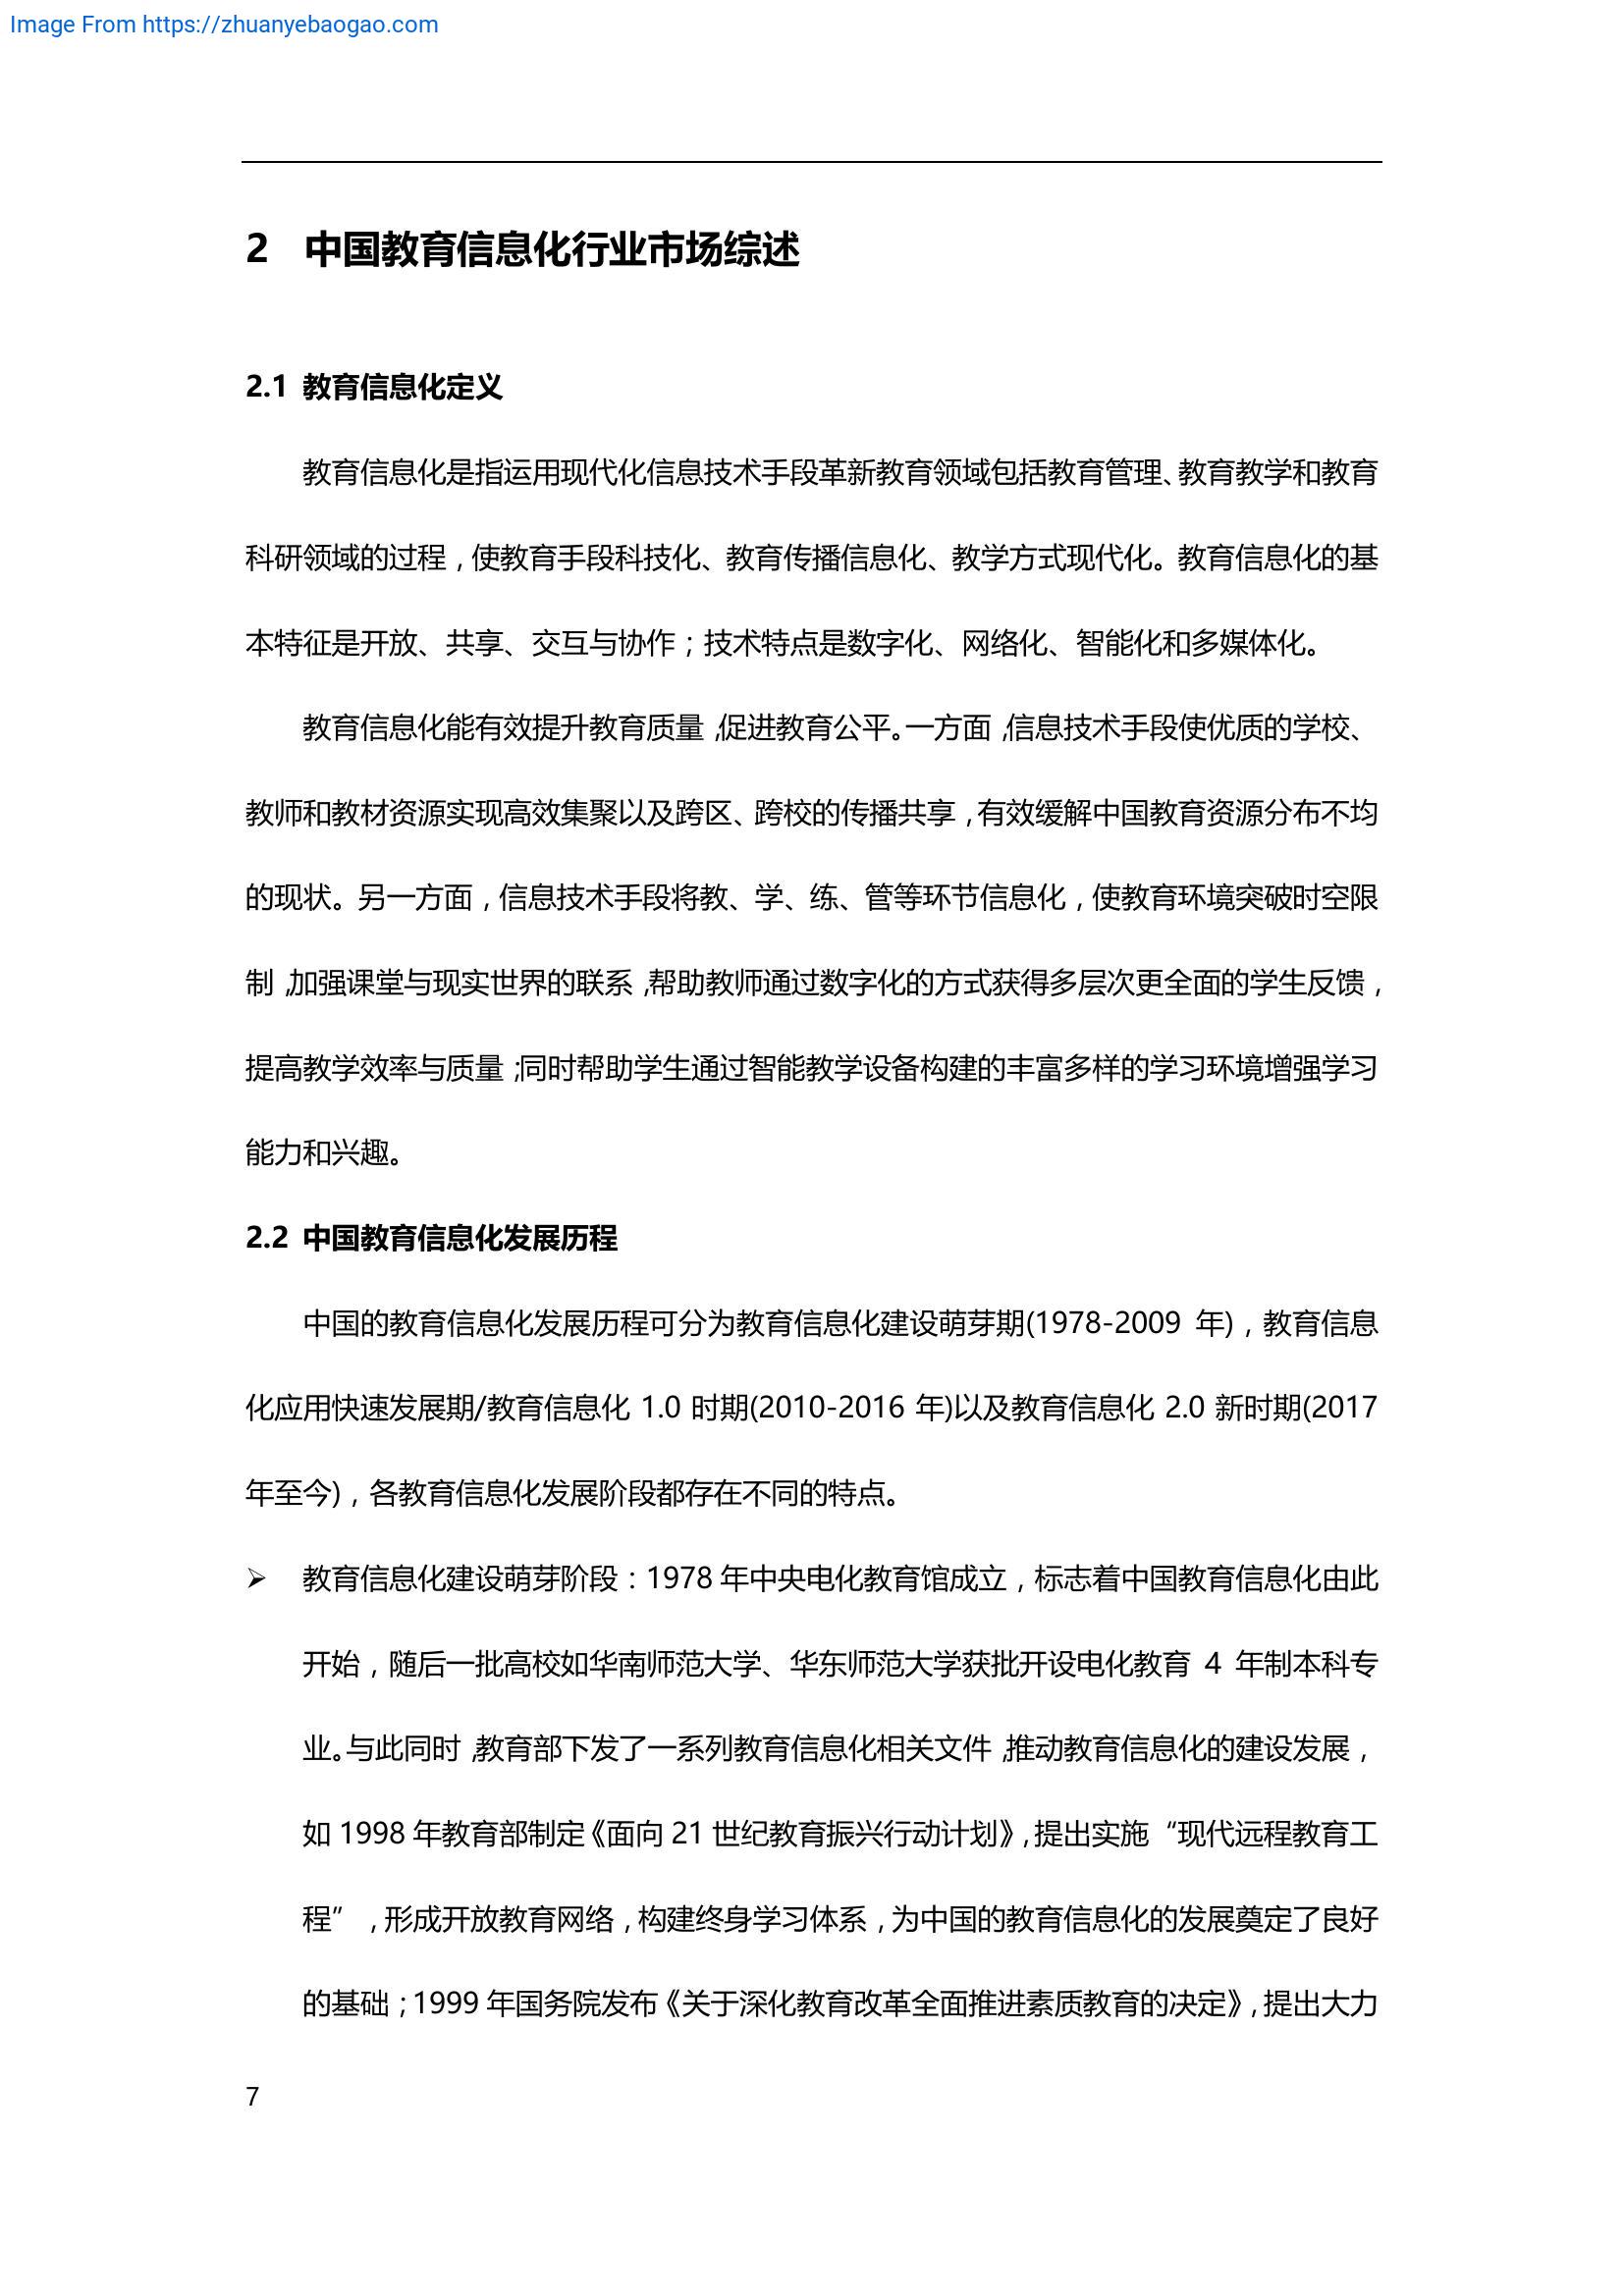 Image From https://zhuanyebaogao.com
2 中国教育信息化行业市场综述
2.1 教育信息化定义
教育信息化是指运用现代化信息技术手段革新教育领域包括教育管理、教育教学和教育
科研领域的过程，使教育手段科技化、教育传播信息化、教学方式现代化。教育信息化的基
本特征是开放、共享、交互与协作；技术特点是数字化、网络化、智能化和多媒体化。
教育信息化能有效提升教育质量，促进教育公平。一方面，信息技术手段使优质的学校、
教师和教材资源实现高效集聚以及跨区、跨校的传播共享，有效缓解中国教育资源分布不均
的现状。另一方面，信息技术手段将教、学、练、管等环节信息化，使教育环境突破时空限
制，加强课堂与现实世界的联系，帮助教师通过数字化的方式获得多层次更全面的学生反馈，
提高教学效率与质量；同时帮助学生通过智能教学设备构建的丰富多样的学习环境增强学习
能力和兴趣。
2.2 中国教育信息化发展历程
中国的教育信息化发展历程可分为教育信息化建设萌芽期(1978-2009 年)，教育信息
化应用快速发展期/教育信息化 1.0 时期(2010-2016 年)以及教育信息化 2.0 新时期(2017
年至今)，各教育信息化发展阶段都存在不同的特点。
➢ 教育信息化建设萌芽阶段：1978 年中央电化教育馆成立，标志着中国教育信息化由此
开始，随后一批高校如华南师范大学、华东师范大学获批开设电化教育 4 年制本科专
业。与此同时，教育部下发了一系列教育信息化相关文件，推动教育信息化的建设发展，
如 1998 年教育部制定《面向 21 世纪教育振兴行动计划》，提出实施“现代远程教育工
程”，形成开放教育网络，构建终身学习体系，为中国的教育信息化的发展奠定了良好
的基础；1999 年国务院发布《关于深化教育改革全面推进素质教育的决定》，提出大力
7